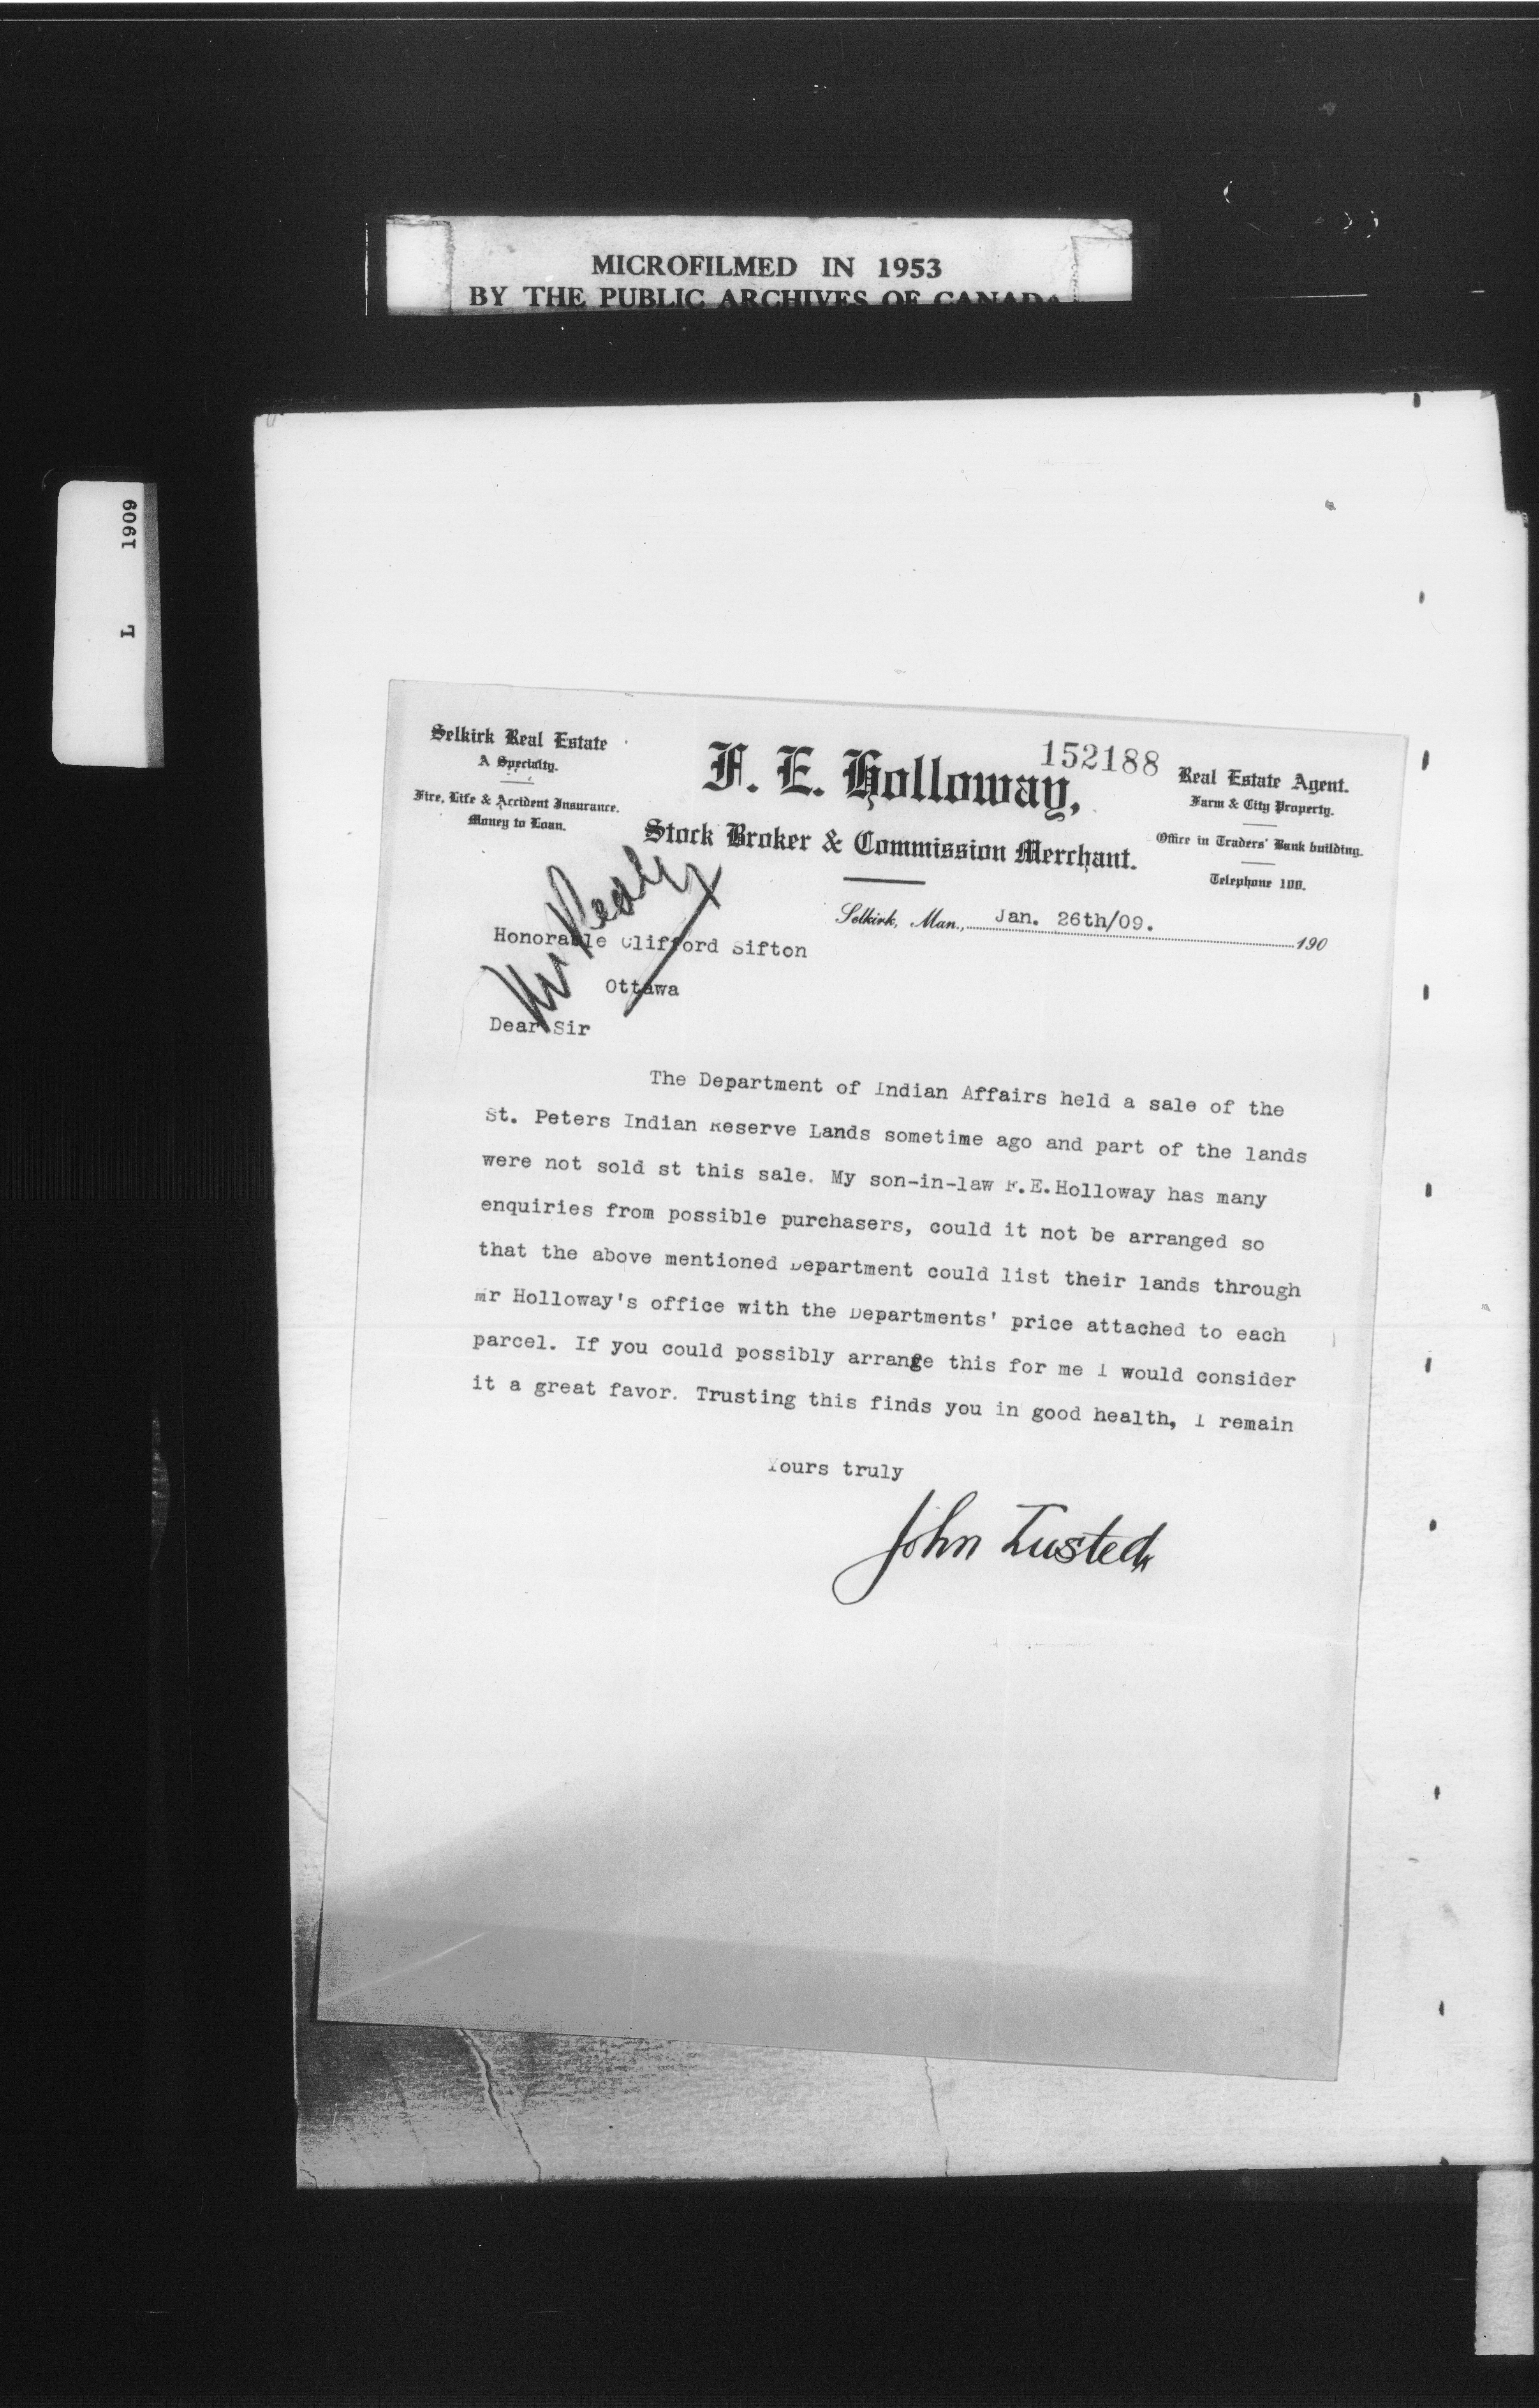 MICROFILMED IN 1953
BY THE PUBLIC ARCHIVES OF CANADA
L 1909
152188
Selkirk Real Estate
A Specialty.
Fire, Life & Accident Insurance.
Money to Loan.
F. E. Holloway,
Stock Broker & Commission Merchant.
Real Estate Agent.
Farm & City Property.
Office in Traders' Bank building.
Telephone 100.
Selkirk, Man., Jan. 26th/09. 190
Honorable Clifford Sifton
Ottawa
Dear Sir
The Department of Indian Affairs held a sale of the
St. Peters Indian Reserve Lands sometime ago and part of the lands
were not sold st this sale. My son-in-law F.E.Holloway has many
enquiries from possible purchasers, could it not be arranged so
that the above mentioned Department could list their lands through
mr Holloway's office with the Departments' price attached to each
parcel. If you could possibly arrange this for me I would consider
it a great favor. Trusting this finds you in good health, I remain
Yours truly
John Lusted